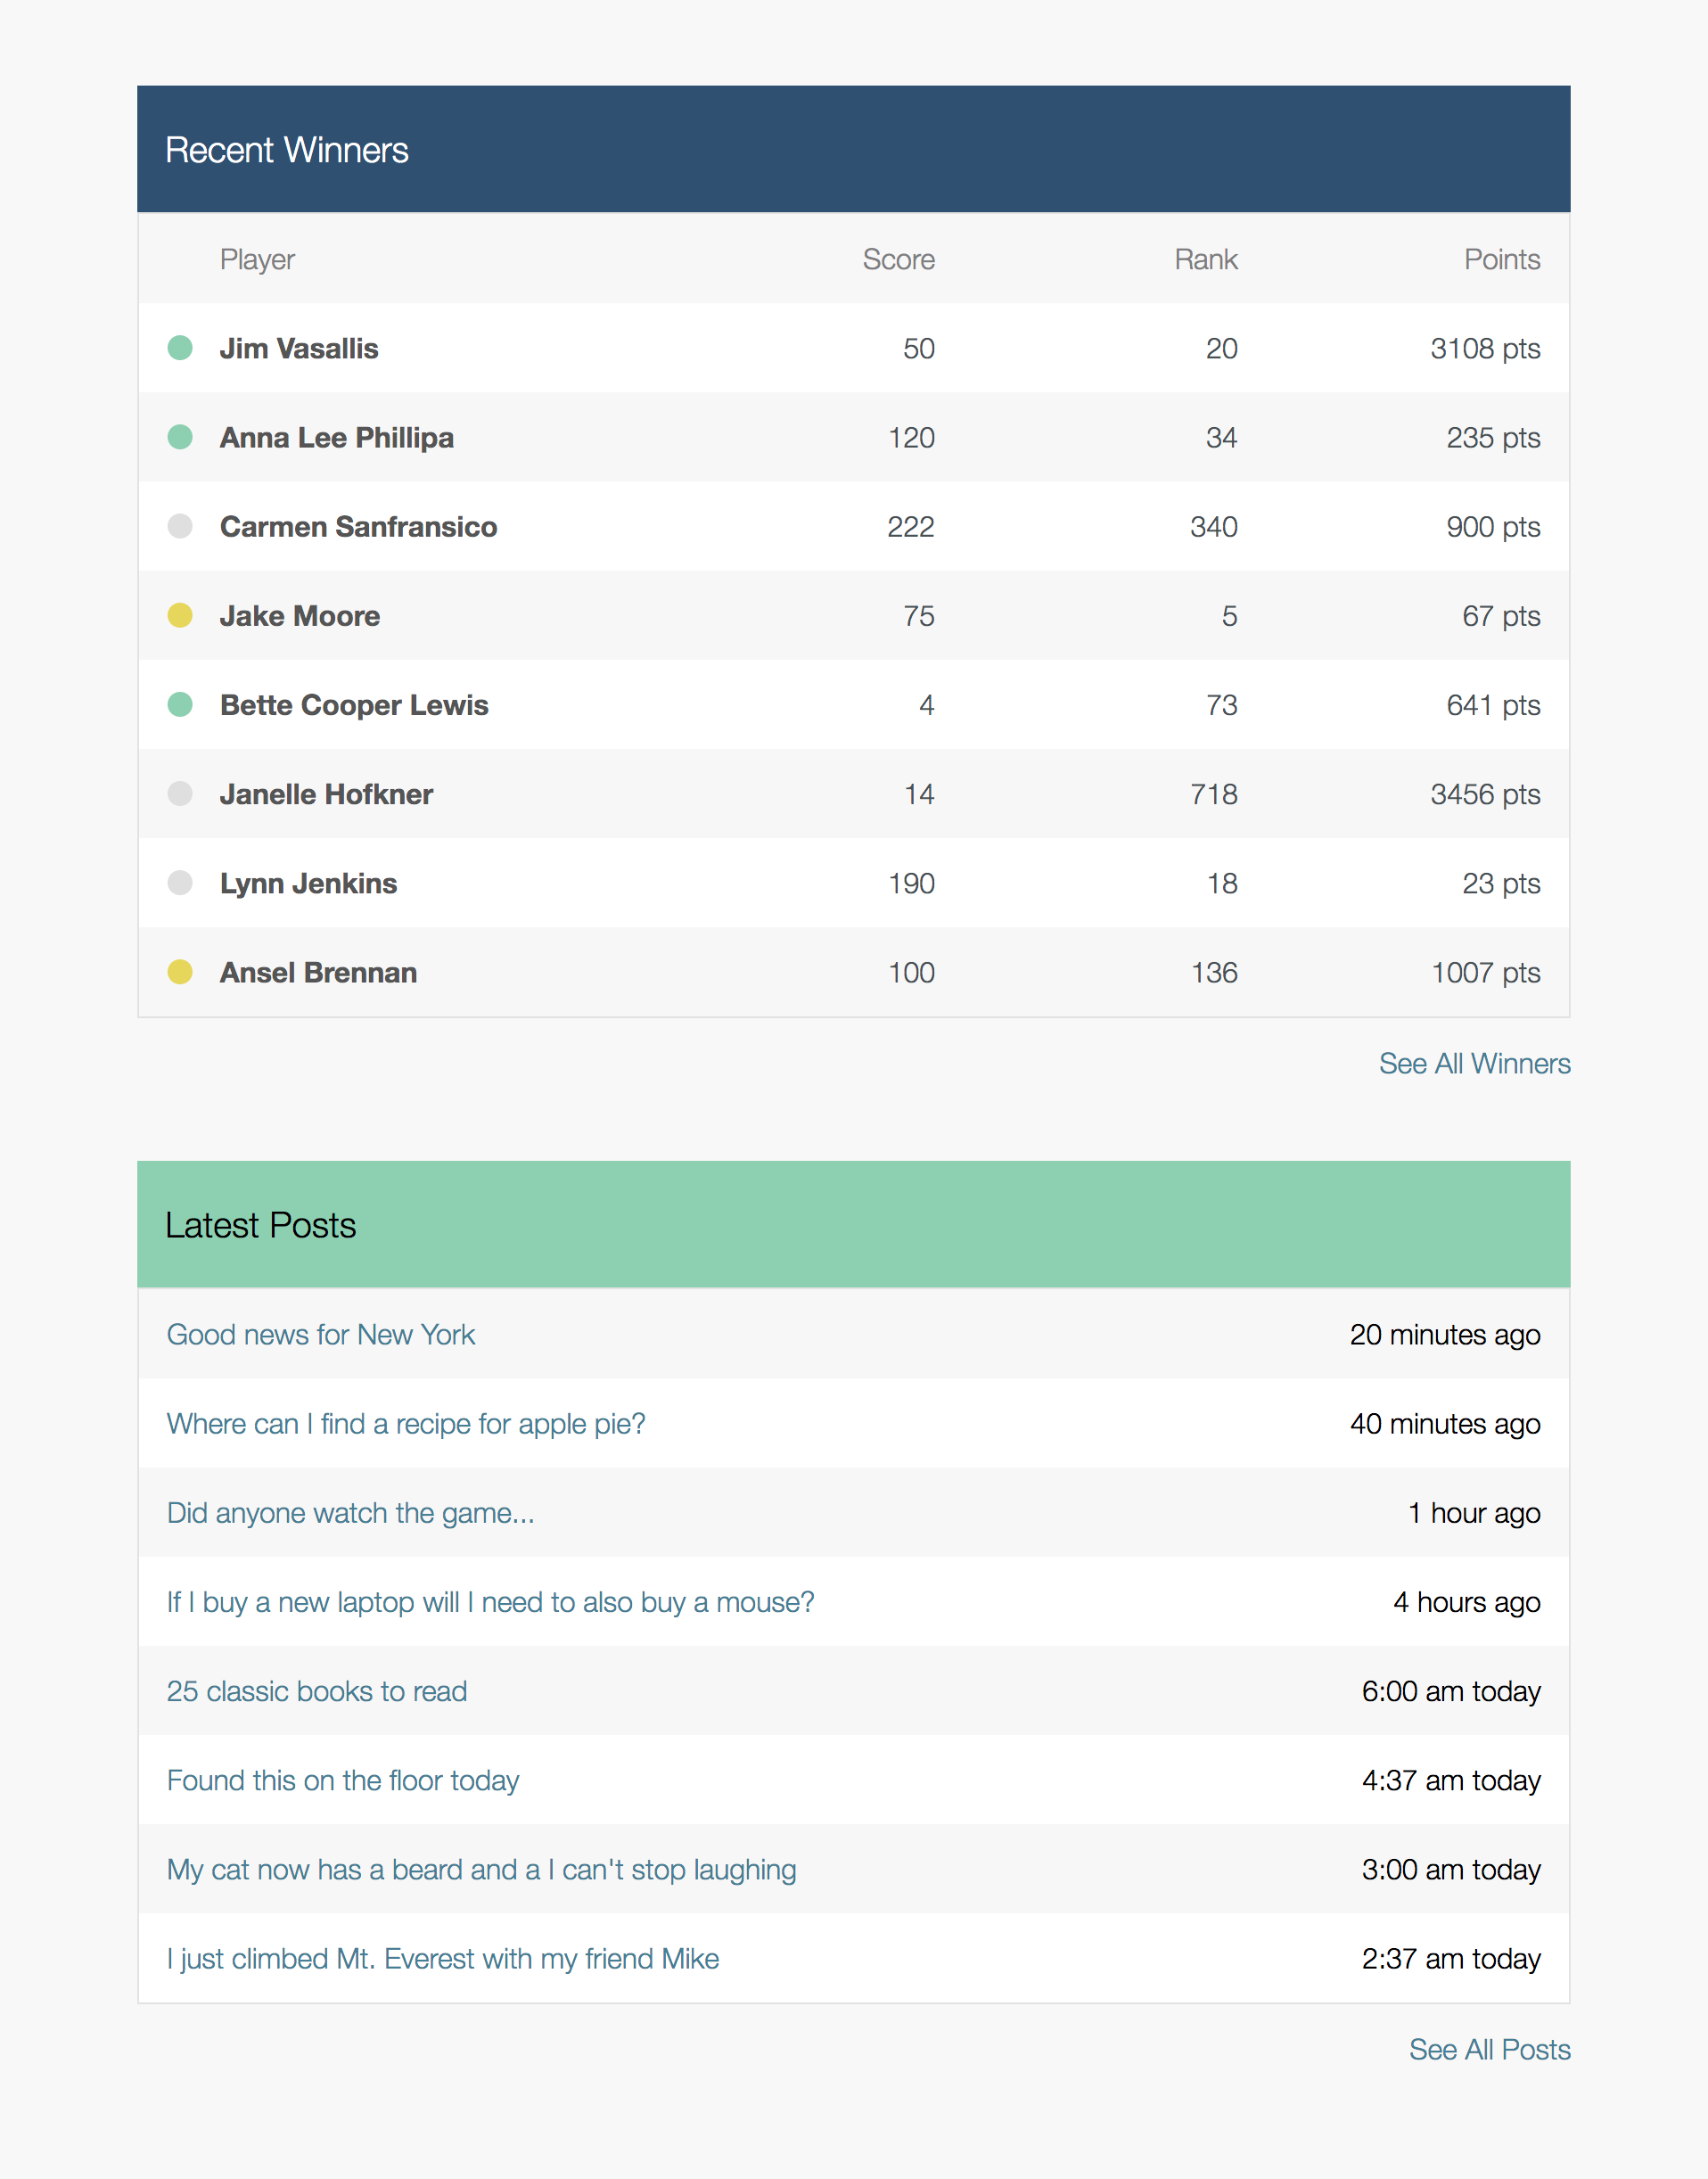 Recent Winners
Player Score Rank Points
Jim Vasallis 50 20 3108 pts
Anna Lee Phillipa 120 34 235 pts
Carmen Sanfransico 222 340 900 pts
Jake Moore 75 5 67 pts
Bette Cooper Lewis 4 73 641 pts
Janelle Hofkner 14 718 3456 pts
Lynn Jenkins 190 18 23 pts
Ansel Brennan 100 136 1007 pts
See All Winners
Latest Posts
Good news for New York 20 minutes ago
Where can I find a recipe for apple pie? 40 minutes ago
Did anyone watch the game... 1 hour ago
If I buy a new laptop will I need to also buy a mouse? 4 hours ago
25 classic books to read 6:00 am today
Found this on the floor today 4:37 am today
My cat now has a beard and a I can't stop laughing 3:00 am today
I just climbed Mt. Everest with my friend Mike 2:37 am today
See All Posts